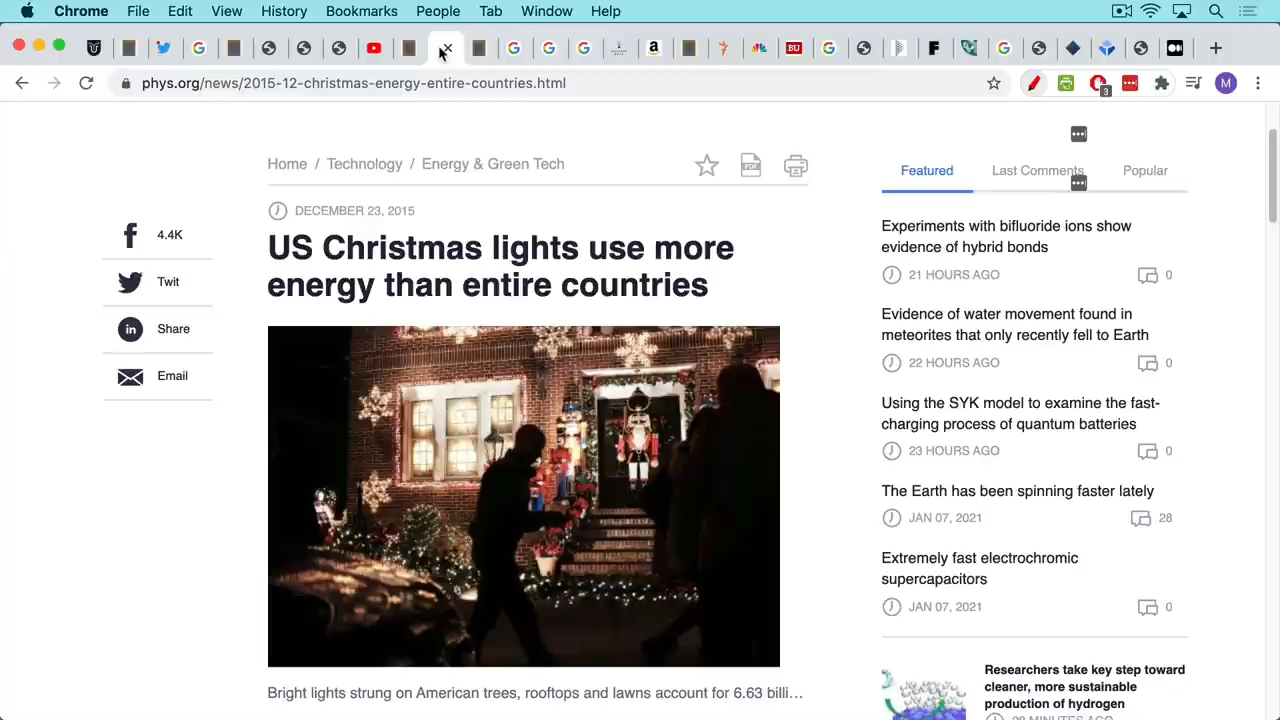 Chrome File Edit View History Bookmarks People Tab Window Help
phys.org/news/2015-12-christmas-energy-entire-countries.html
3
M
Home / Technology / Energy & Green Tech
PDF
DECEMBER 23, 2015
US Christmas lights use more
energy than entire countries
f 4.4K
Twit
in Share
Email
Bright lights strung on American trees, rooftops and lawns account for 6.63 billi…
Featured Last Comments Popular
Experiments with bifluoride ions show
evidence of hybrid bonds
21 HOURS AGO 0
Evidence of water movement found in
meteorites that only recently fell to Earth
22 HOURS AGO 0
Using the SYK model to examine the fast-
charging process of quantum batteries
23 HOURS AGO 0
The Earth has been spinning faster lately
JAN 07, 2021 28
Extremely fast electrochromic
supercapacitors
JAN 07, 2021 0
Researchers take key step toward
cleaner, more sustainable
production of hydrogen